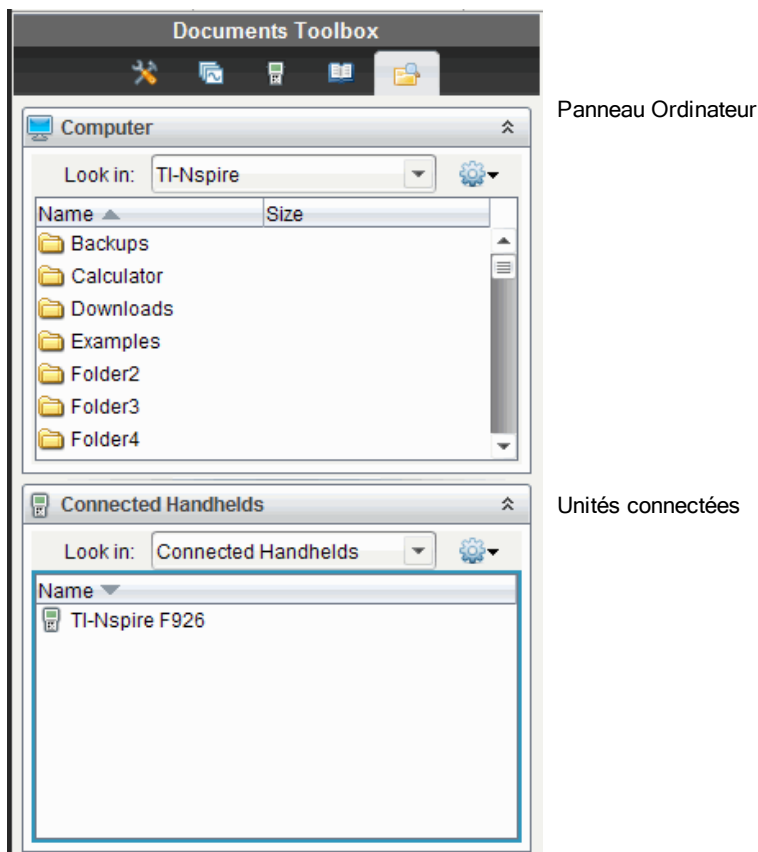 Documents Toolbox
Computer
Panneau Ordinateur
Look in: TI-Nspire
Name Size
Backups
Calculator
Downloads
Examples
Folder2
Folder3
Folder4
Connected Handhelds
Unités connectées
Look in: Connected Handhelds
Name
TI-Nspire F926